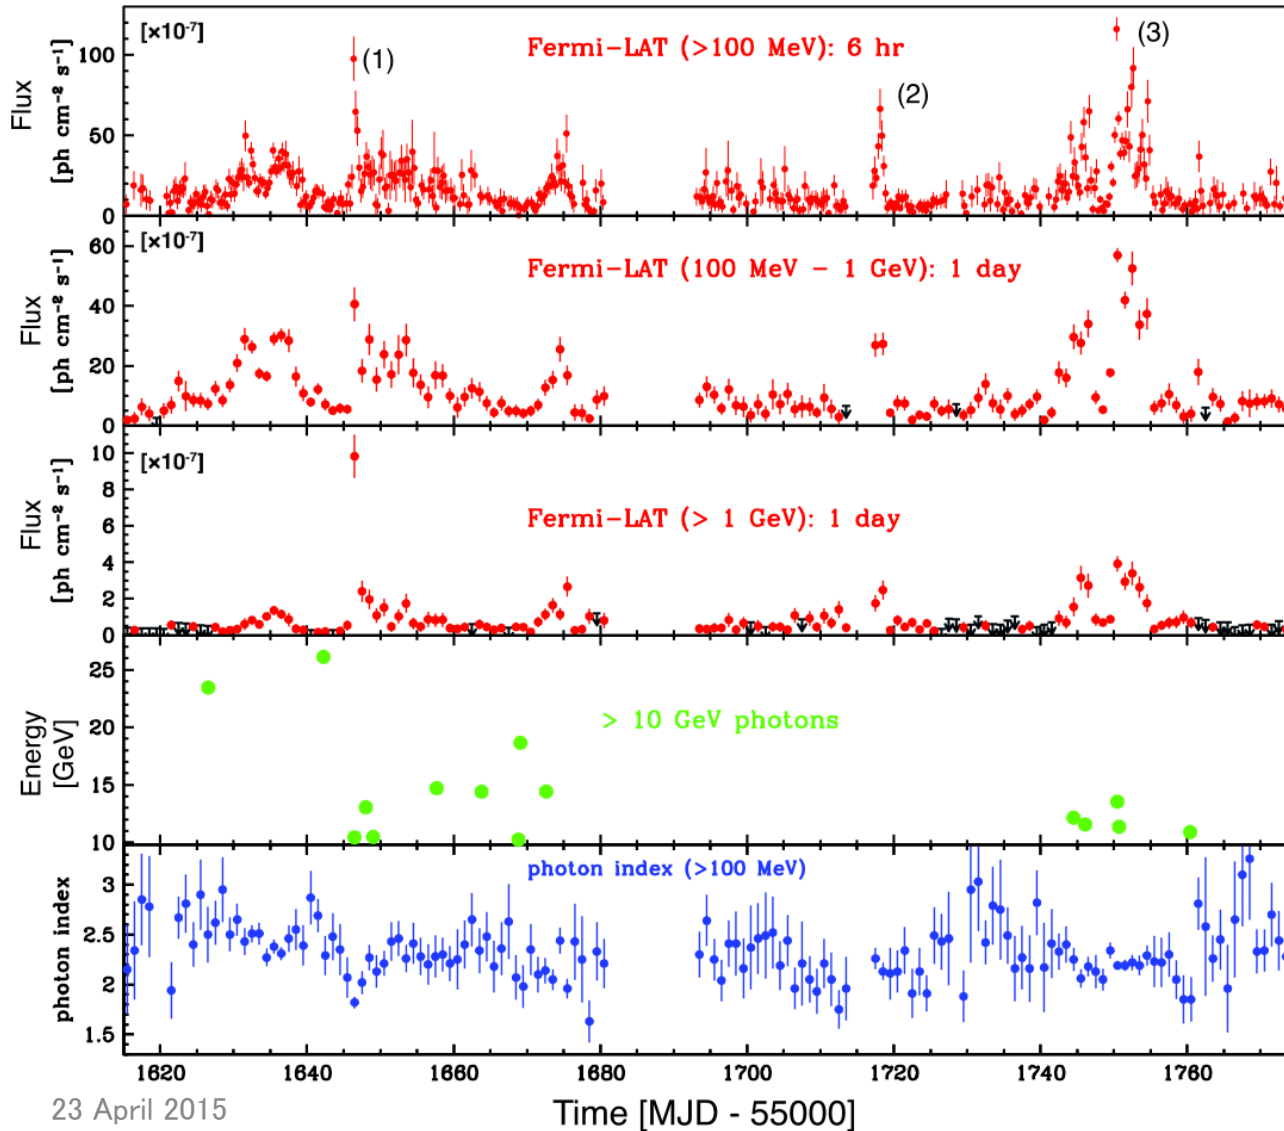 [×10⁻⁷]
Fermi-LAT (>100 MeV): 6 hr
(1)
(2)
(3)
Flux
[ph cm⁻² s⁻¹]
100
50
0
[×10⁻⁷]
Fermi-LAT (100 MeV – 1 GeV): 1 day
Flux
[ph cm⁻² s⁻¹]
60
40
20
0
[×10⁻⁷]
Fermi-LAT (> 1 GeV): 1 day
Flux
[ph cm⁻² s⁻¹]
10
8
6
4
2
0
> 10 GeV photons
Energy
[GeV]
25
20
15
10
photon index (>100 MeV)
photon index
3
2.5
2
1.5
1620 1640 1660 1680 1700 1720 1740 1760
Time [MJD - 55000]
23 April 2015